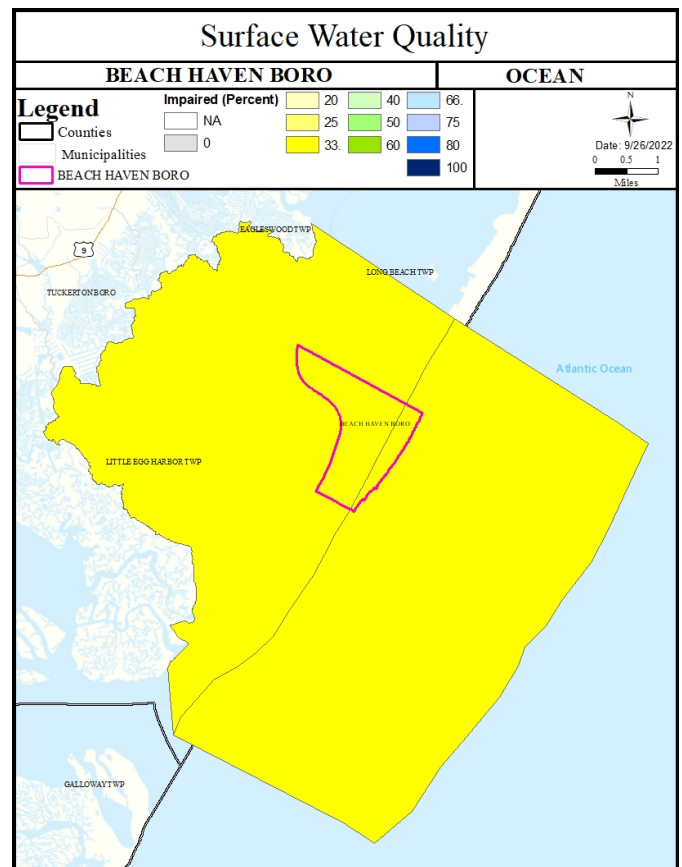 Surface Water Quality
BEACH HAVEN BORO
OCEAN
Legend
Counties
Municipalities
BEACH HAVEN BORO
Impaired (Percent)
NA
0
20
25
33.
40
50
60
66.
75
80
100
N
Date: 9/26/2022
0 0.5 1
Miles
EAGLESWOOD TWP
9
LONG BEACH TWP
TUCKERTON BORO
Atlantic Ocean
BEACH HAVEN BORO
LITTLE EGG HARBOR TWP
GALLOWAY TWP